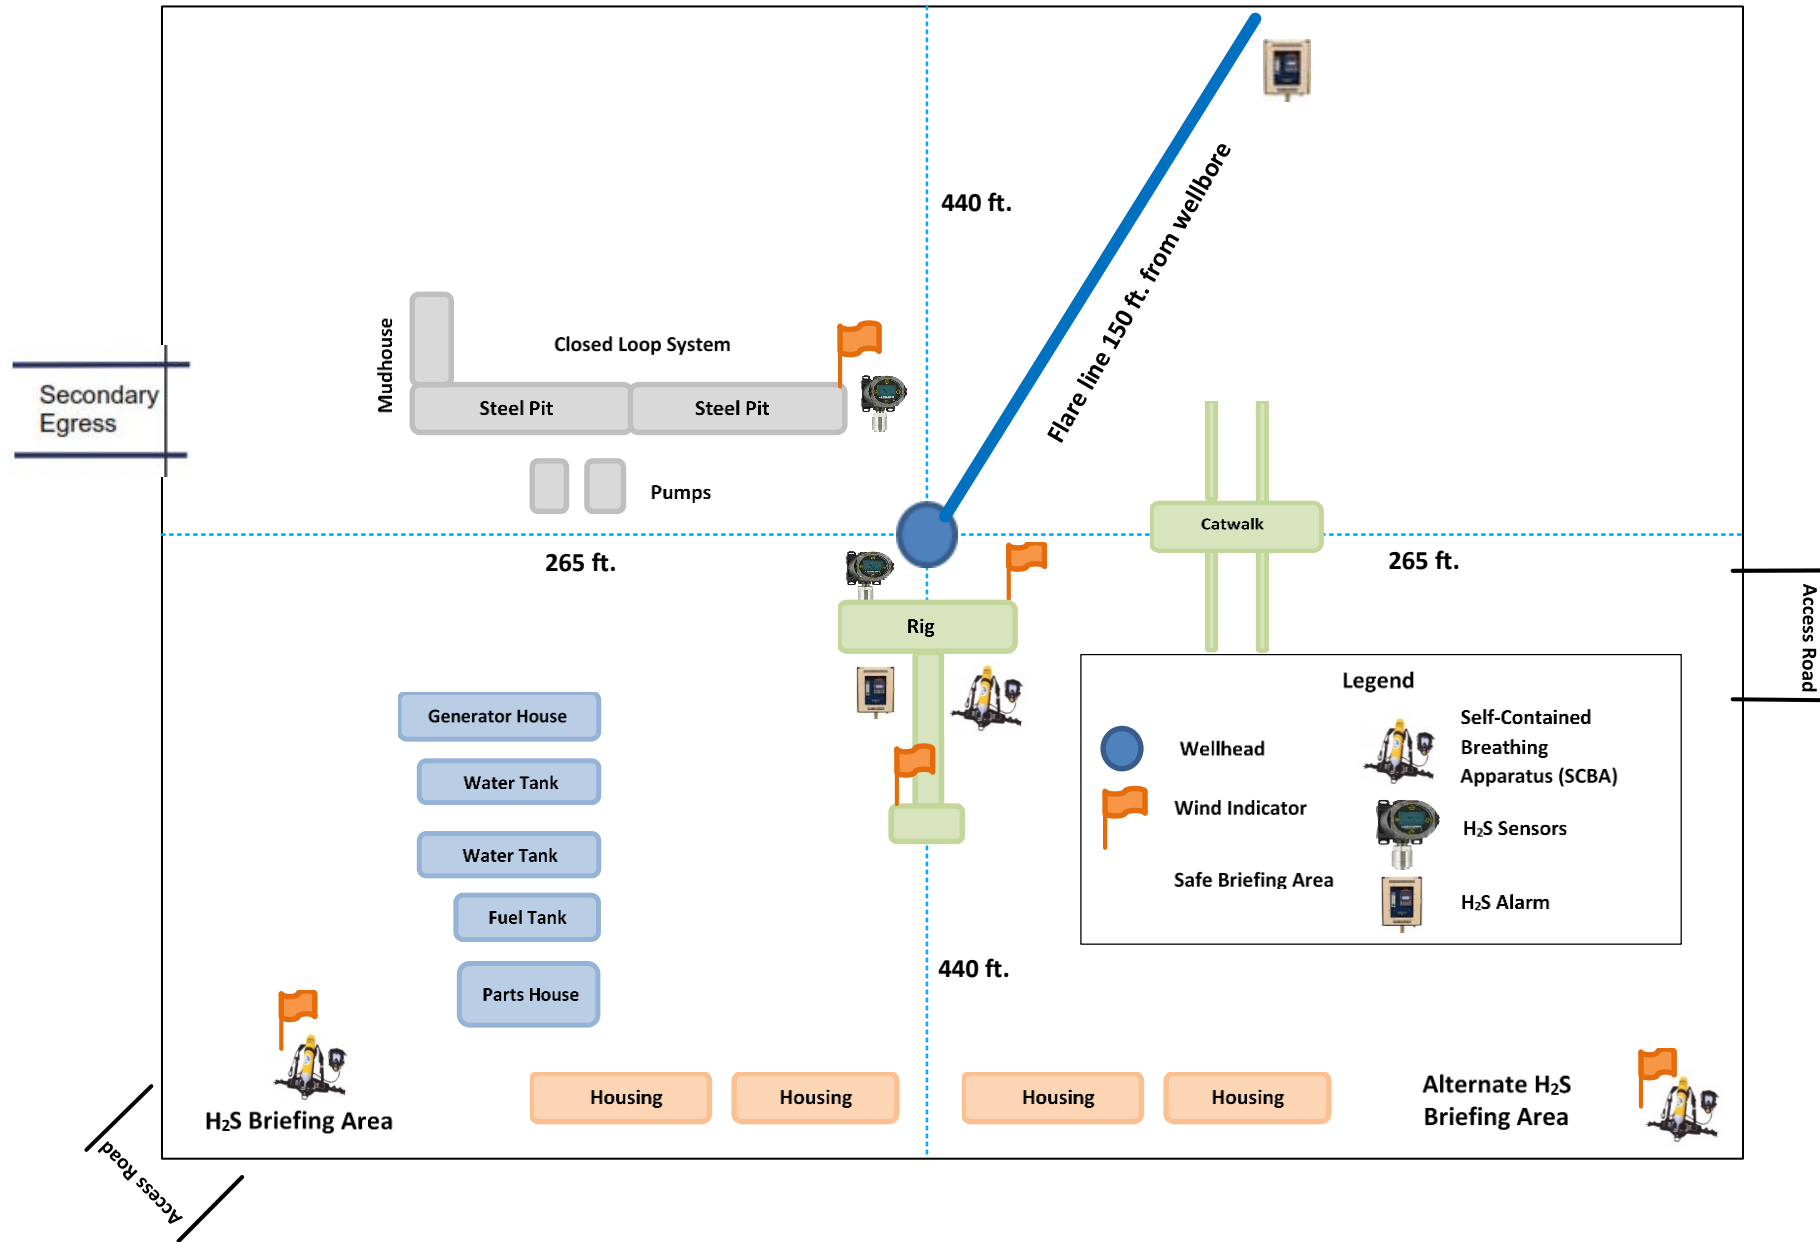 440 ft.
Flare line 150 ft. from wellbore
Mudhouse
Closed Loop System
Secondary
Egress
Steel Pit
Steel Pit
Pumps
Catwalk
265 ft.
265 ft.
Access Road
Rig
Legend
Wellhead
Self-Contained
Breathing
Apparatus (SCBA)
Wind Indicator
H₂S Sensors
Safe Briefing Area
H₂S Alarm
Generator House
Water Tank
Water Tank
Fuel Tank
Parts House
440 ft.
H₂S Briefing Area
Housing
Housing
Housing
Housing
Alternate H₂S
Briefing Area
Access Road